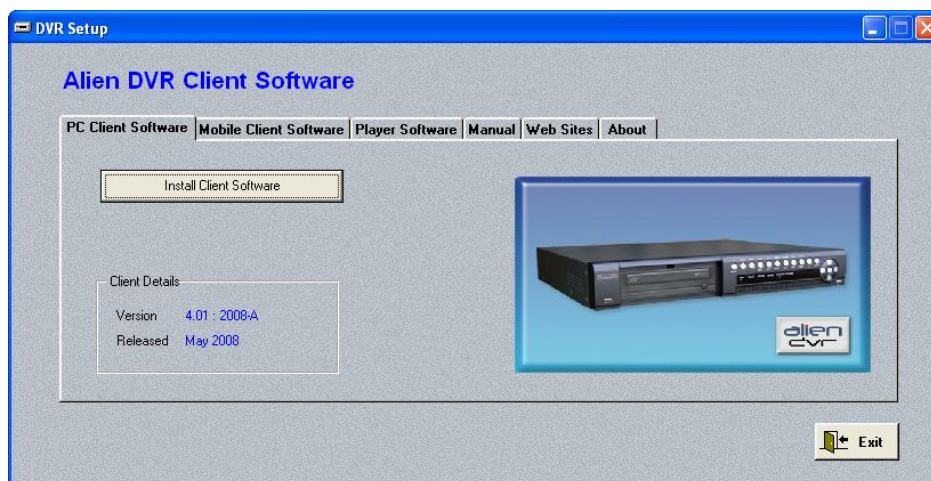 DVR Setup
Alien DVR Client Software
PC Client Software Mobile Client Software Player Software Manual Web Sites About
Install Client Software
Client Details
Version 4.01 : 2008-A
Released May 2008
alien
dvr
Exit